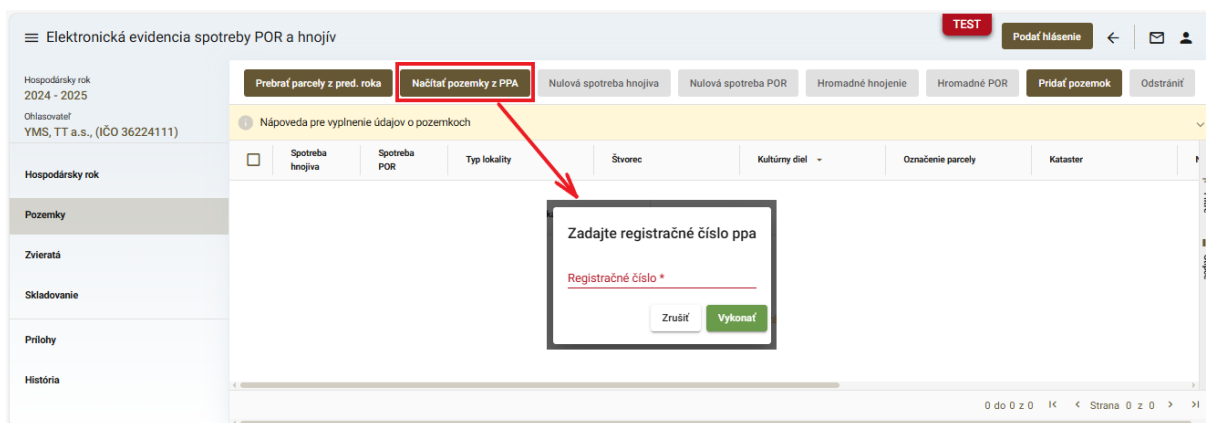 TEST
Elektronická evidencia spotreby POR a hnojív
Podať hlásenie
Hospodársky rok
2024 - 2025
Ohlasovateľ
YMS, TT a.s., (IČO 36224111)
Prebrať parcely z pred. roka Načítať pozemky z PPA Nulová spotreba hnojiva Nulová spotreba POR Hromadné hnojenie Hromadné POR Pridať pozemok Odstrániť
Nápoveda pre vyplnenie údajov o pozemkoch
Spotreba hnojiva Spotreba POR Typ lokality Štvorec Kultúrny diel Označenie parcely Kataster
Hospodársky rok
Pozemky
Zvieratá
Skladovanie
Prílohy
História
Zadajte registračné číslo ppa
Registračné číslo *
Zrušiť Vykonať
0 do 0 z 0 Strana 0 z 0